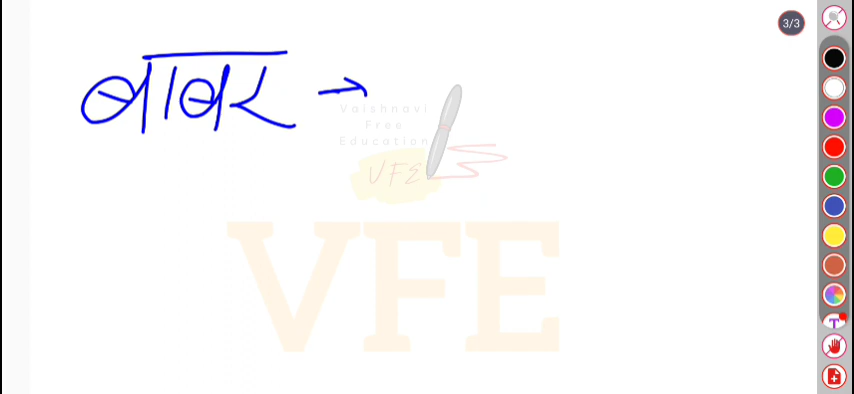 3/3
बाबर →
Vaishnavi
Free
Education
VFE
VFE
T